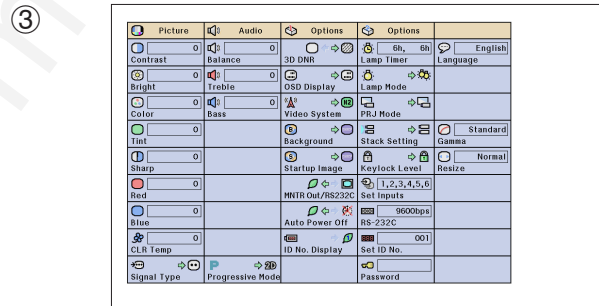 ③
Picture Audio Options Options
0 0 6h, 6h English
Contrast Balance 3D DNR Lamp Timer Language
0 0
Bright Treble OSD Display Lamp Mode
0 0
Color Bass Video System PRJ Mode
0 B Standard
Tint Background Stack Setting Gamma
0 S Normal
Sharp Startup Image Keylock Level Resize
0 1,2,3,4,5,6
Red MNTR Out/RS232C Set Inputs
0 9600bps
Blue Auto Power Off RS-232C
0 001
CLR Temp ID No. Display Set ID No.
P 2D
Signal Type Progressive Mode Password